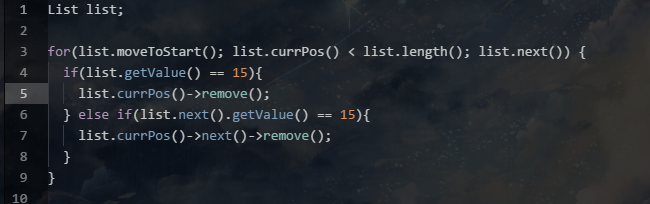 1 List list;
2
3 for(list.moveToStart(); list.currPos() < list.length(); list.next()) {
4   if(list.getValue() == 15){
5     list.currPos()->remove();
6   } else if(list.next().getValue() == 15){
7     list.currPos()->next()->remove();
8   }
9 }
10